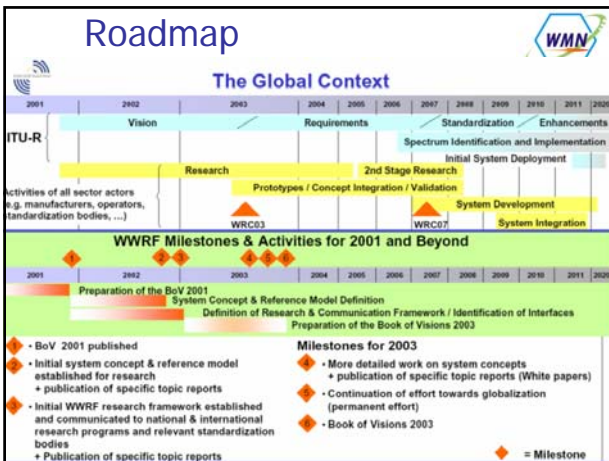 Roadmap
WMN
The Global Context
2001 2002 2003 2004 2005 2006 2007 2008 2009 2010 2011 2020
ITU-R
Vision Requirements Standardization Enhancements
Spectrum Identification and Implementation
Initial System Deployment
Research 2nd Stage Research
Activities of all sector actors
(e.g. manufacturers, operators,
standardization bodies, …)
Prototypes / Concept Integration / Validation
System Development
WRC03 WRC07
System Integration
WWRF Milestones & Activities for 2001 and Beyond
1 2 3 4 5 6
2001 2002 2003 2004 2005 2006 2007 2008 2009 2010 2011 2020
Preparation of the BoV 2001
System Concept & Reference Model Definition
Definition of Research & Communication Framework / Identification of Interfaces
Preparation of the Book of Visions 2003
1 • BoV 2001 published
2 • Initial system concept & reference model
established for research
+ publication of specific topic reports
3 • Initial WWRF research framework established
and communicated to national & international
research programs and relevant standardization
bodies
+ Publication of specific topic reports
Milestones for 2003
4 • More detailed work on system concepts
+ publication of specific topic reports (White papers)
5 • Continuation of effort towards globalization
(permanent effort)
6 • Book of Visions 2003
= Milestone